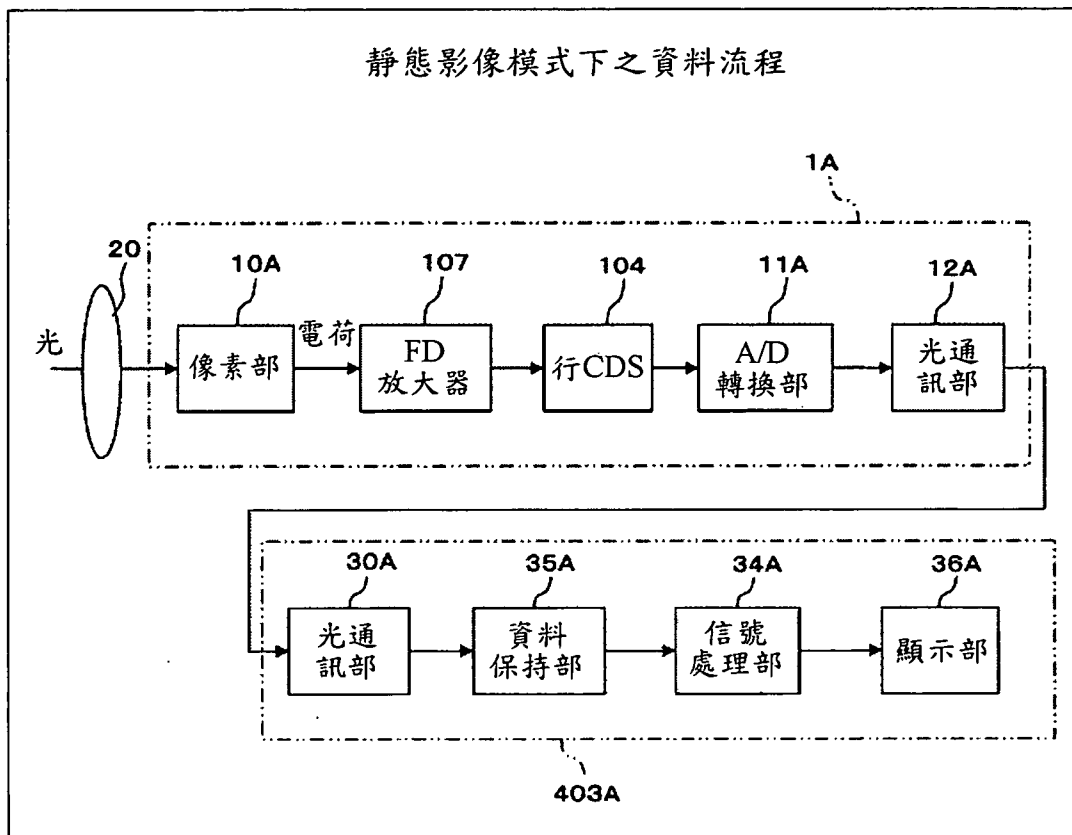 靜態影像模式下之資料流程
1A
20
10A
107
104
11A
12A
光
像素部
電荷
FD
放大器
行CDS
A/D
轉換部
光通
訊部
30A
35A
34A
36A
光通
訊部
資料
保持部
信號
處理部
顯示部
403A